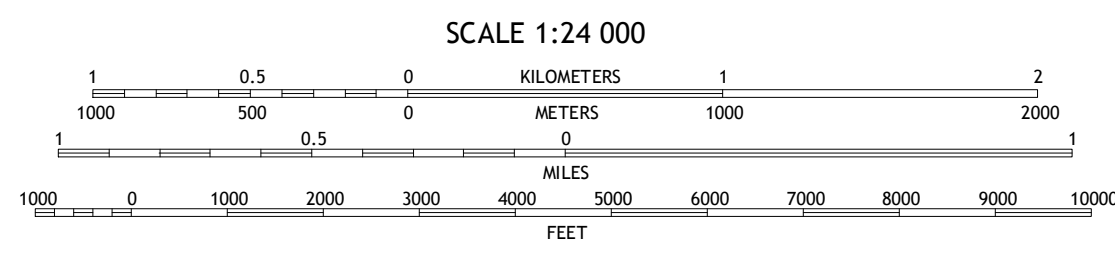 SCALE 1:24 000
1 0.5 0 KILOMETERS 1 2
1000 500 0 METERS 1000 2000
1 0.5 0 1
MILES
1000 0 1000 2000 3000 4000 5000 6000 7000 8000 9000 10000
FEET